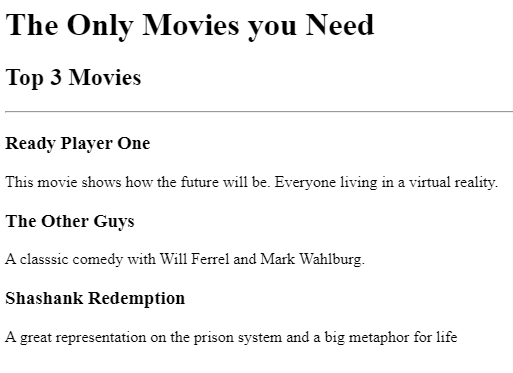 The Only Movies you Need
Top 3 Movies
Ready Player One
This movie shows how the future will be. Everyone living in a virtual reality.
The Other Guys
A classsic comedy with Will Ferrel and Mark Wahlburg.
Shashank Redemption
A great representation on the prison system and a big metaphor for life